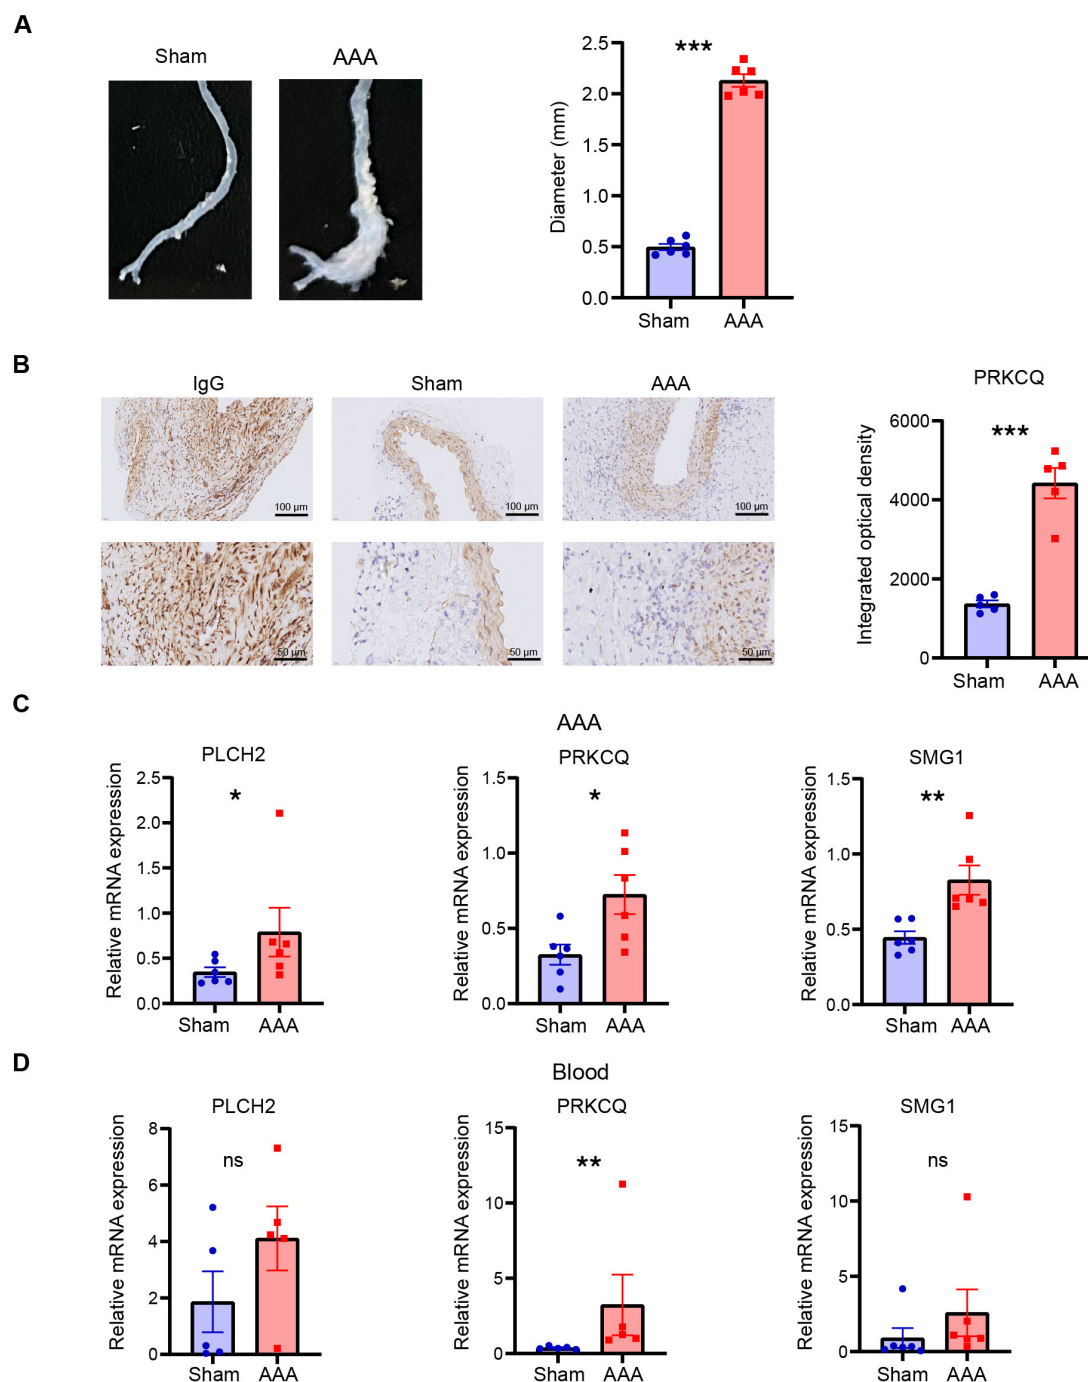 A
Sham
AAA
Diameter (mm)
2.5
2.0
1.5
1.0
0.5
0.0
***
Sham
AAA
B
IgG
Sham
AAA
100 μm
100 μm
100 μm
50 μm
50 μm
50 μm
PRKCQ
Integrated optical density
6000
4000
2000
0
***
Sham
AAA
C
AAA
PLCH2
Relative mRNA expression
2.5
2.0
1.5
1.0
0.5
0.0
*
Sham
AAA
PRKCQ
Relative mRNA expression
1.5
1.0
0.5
0.0
*
Sham
AAA
SMG1
Relative mRNA expression
1.5
1.0
0.5
0.0
**
Sham
AAA
D
Blood
PLCH2
Relative mRNA expression
8
6
4
2
0
ns
Sham
AAA
PRKCQ
Relative mRNA expression
15
10
5
0
**
Sham
AAA
SMG1
Relative mRNA expression
15
10
5
0
ns
Sham
AAA